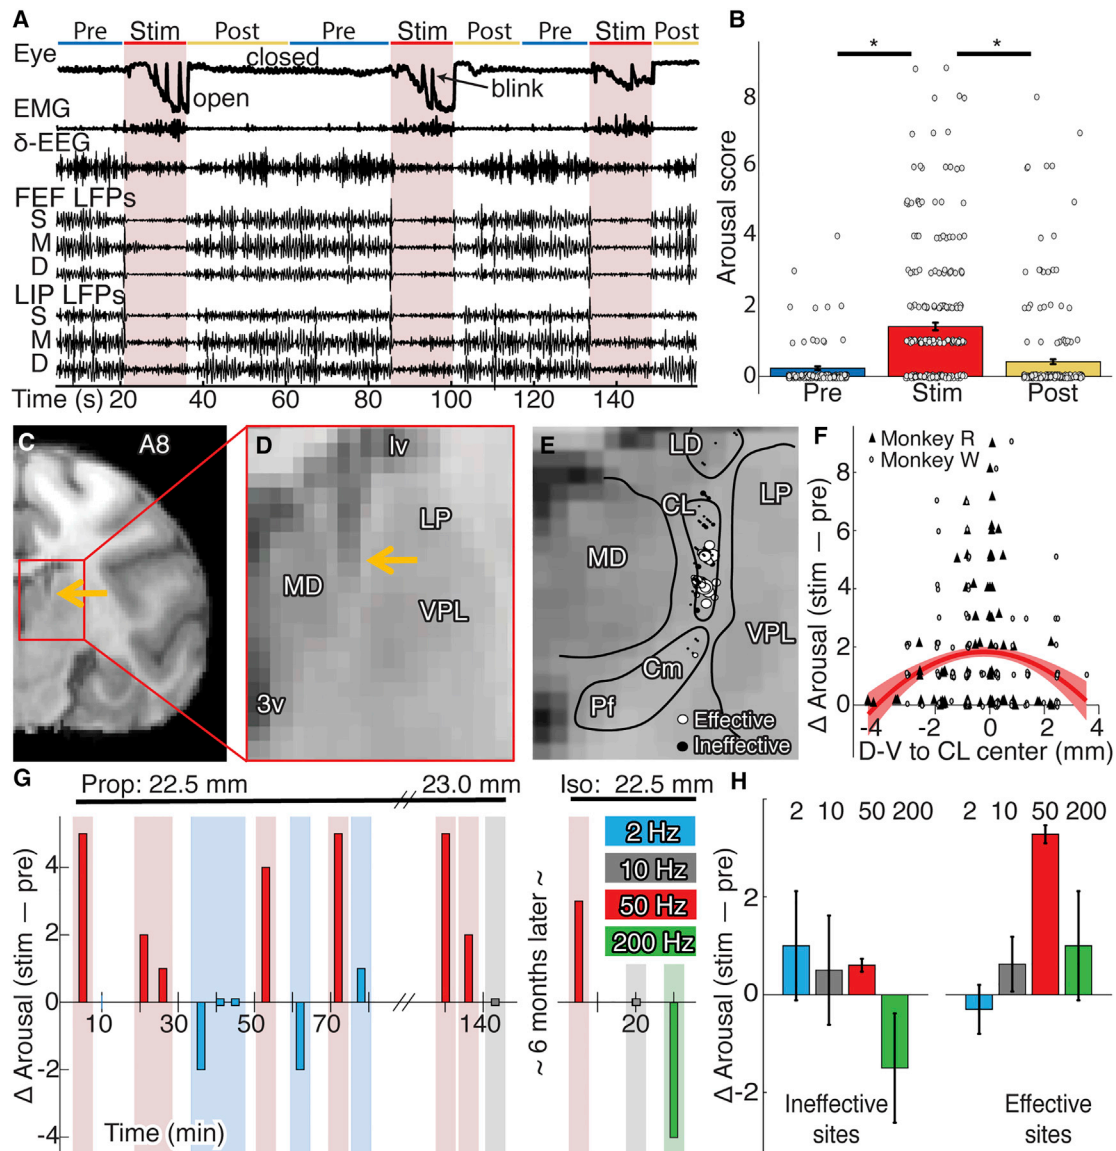 A
Pre Stim Post Pre Stim Post Pre Stim Post
Eye
closed
open
blink
EMG
δ-EEG
FEF LFPs
S
M
D
LIP LFPs
S
M
D
Time (s) 20 40 60 80 100 120 140
B
* *
Arousal score
8
6
4
2
0
Pre Stim Post
C
A8
D
lv
LP
MD
VPL
3v
E
LD
CL
LP
MD
VPL
Cm
Pf
Effective
Ineffective
F
Monkey R
Monkey W
Δ Arousal (stim — pre)
8
6
4
2
0
-4 -2 0 2 4
D-V to CL center (mm)
G
Prop: 22.5 mm
23.0 mm
Iso: 22.5 mm
Δ Arousal (stim — pre)
4
2
0
-2
-4
10 30 50 70 140
Time (min)
~ 6 months later ~
20
2 Hz
10 Hz
50 Hz
200 Hz
H
2 10 50 200 2 10 50 200
Δ Arousal (stim — pre)
2
0
-2
Ineffective
sites
Effective
sites